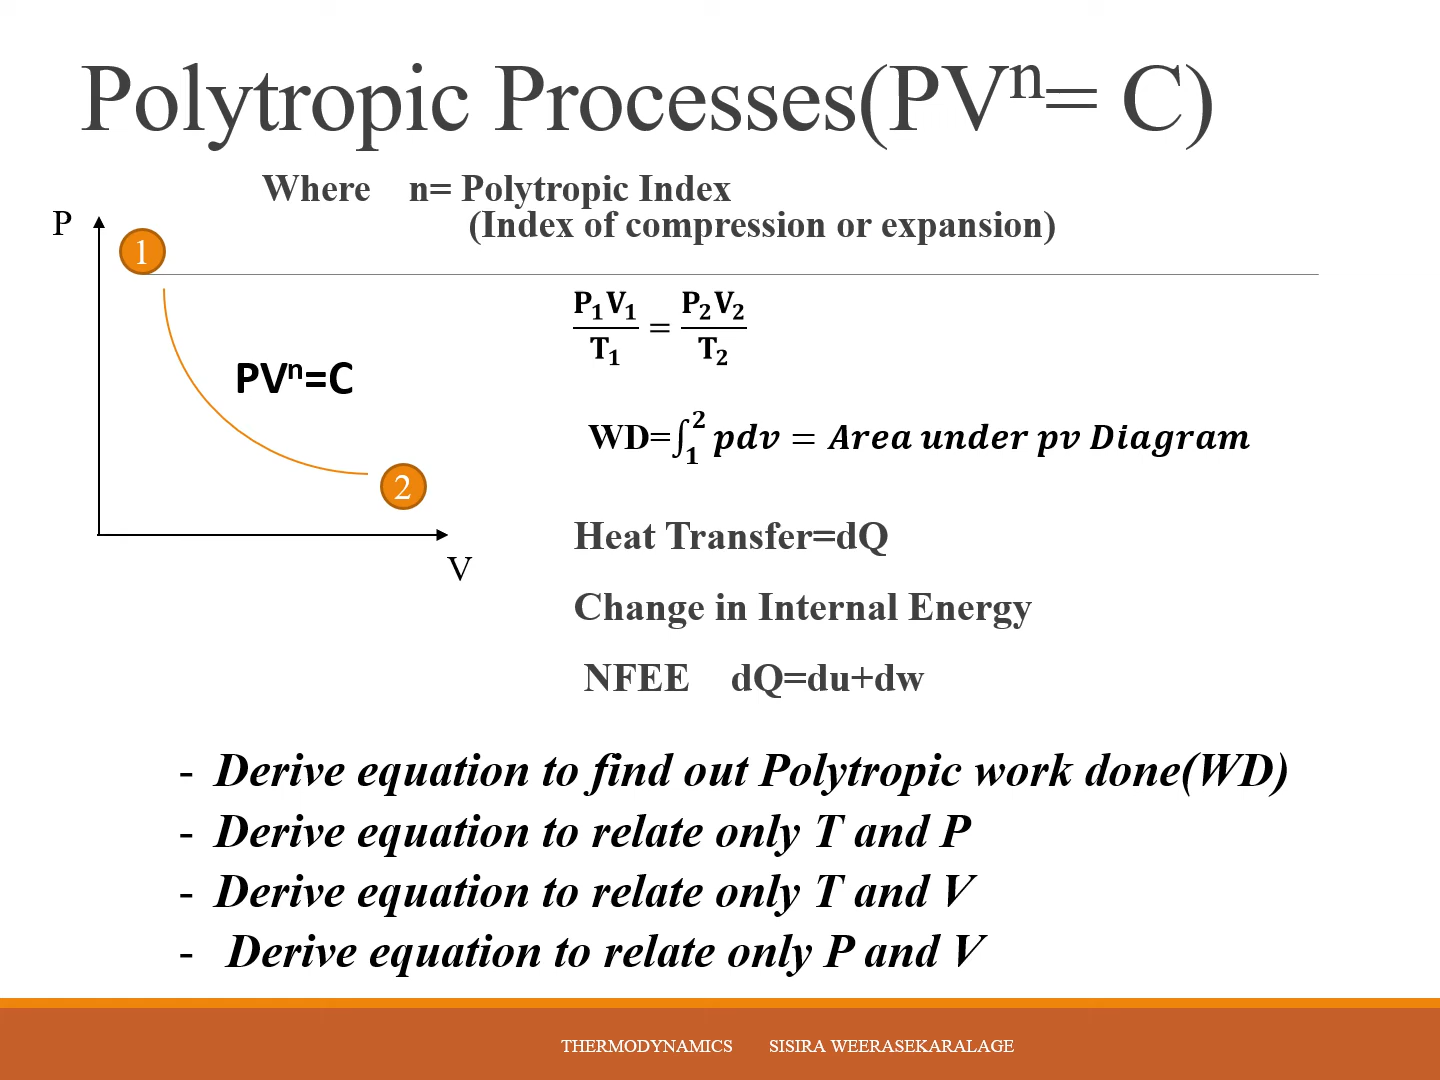 Polytropic Processes(PVⁿ= C)
Where n= Polytropic Index
(Index of compression or expansion)
P
1
P₁V₁/T₁ = P₂V₂/T₂
PVⁿ=C
WD=∫₁² pdv = Area under pv Diagram
2
Heat Transfer=dQ
V
Change in Internal Energy
NFEE dQ=du+dw
- Derive equation to find out Polytropic work done(WD)
- Derive equation to relate only T and P
- Derive equation to relate only T and V
- Derive equation to relate only P and V
THERMODYNAMICS SISIRA WEERASEKARALAGE